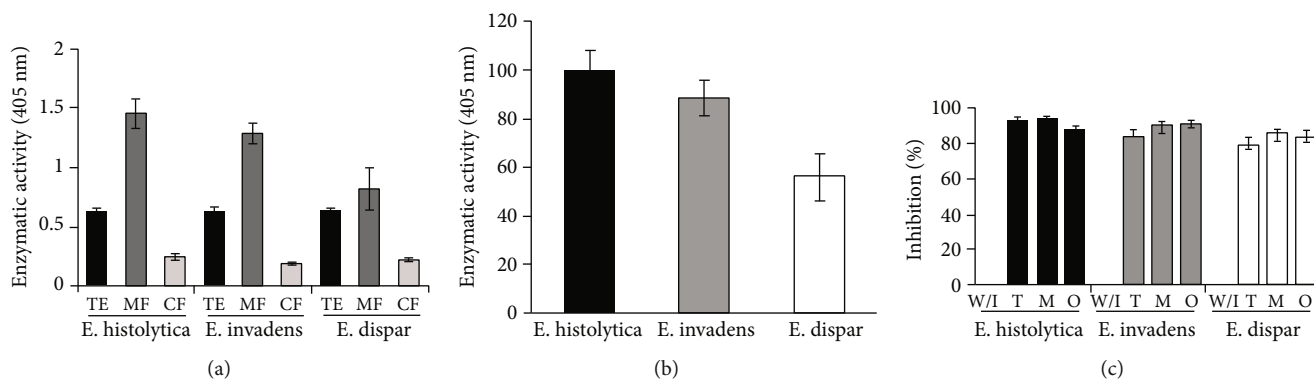 Enzymatic activity (405 nm)
2
1.5
1
0.5
0
TE MF CF TE MF CF TE MF CF
E. histolytica E. invadens E. dispar
(a)
Enzymatic activity (405 nm)
120
100
80
60
40
20
0
E. histolytica E. invadens E. dispar
(b)
Inhibition (%)
100
80
60
40
20
0
W/I T M O W/I T M O W/I T M O
E. histolytica E. invadens E. dispar
(c)